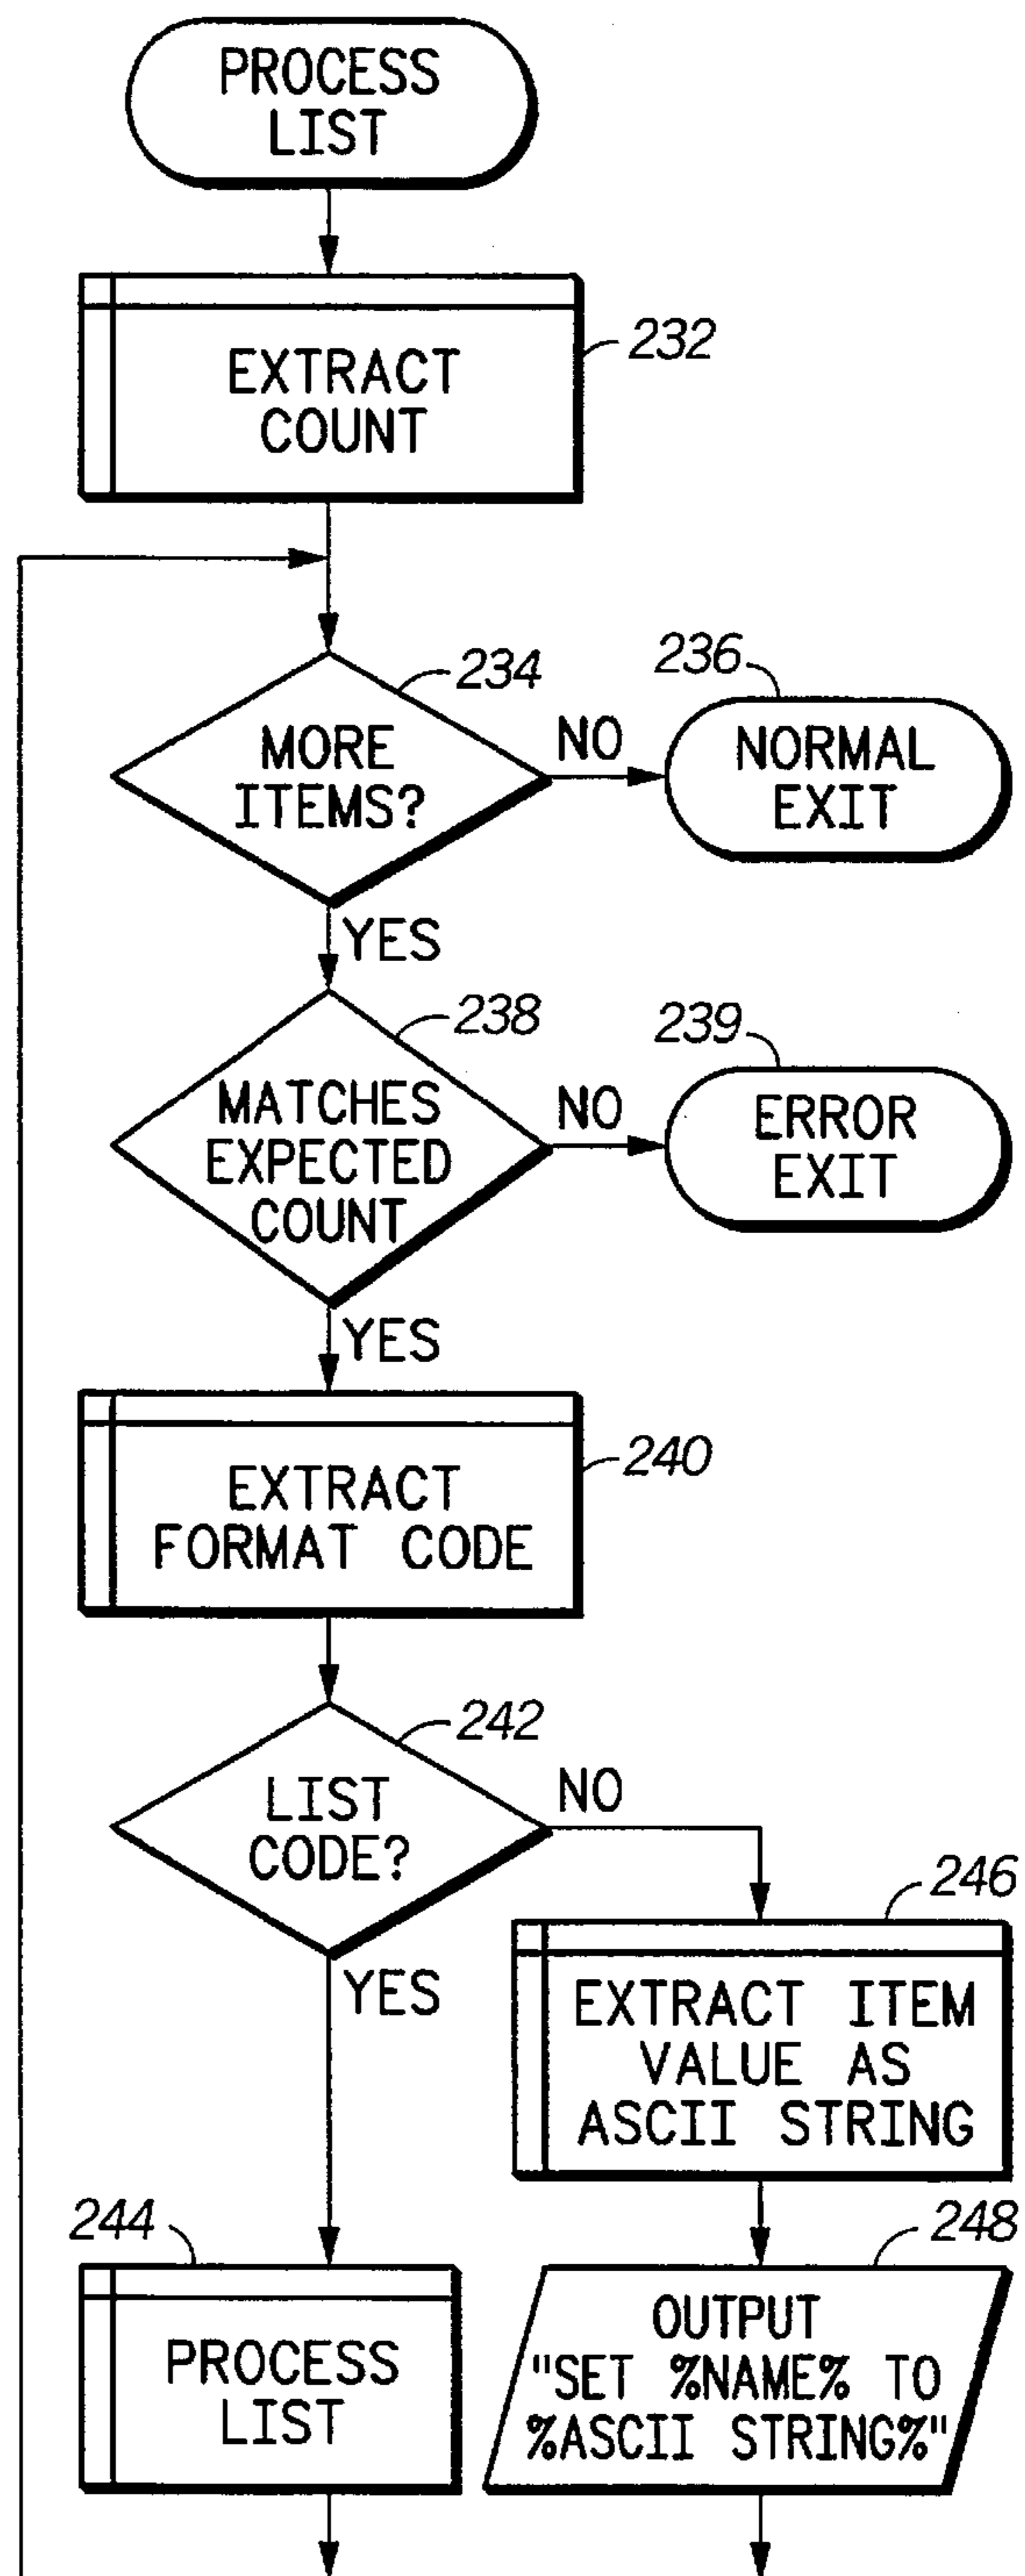 PROCESS
LIST
EXTRACT
COUNT
232
234
MORE
ITEMS?
NO
236
NORMAL
EXIT
YES
238
MATCHES
EXPECTED
COUNT
NO
239
ERROR
EXIT
YES
EXTRACT
FORMAT CODE
240
242
LIST
CODE?
NO
YES
246
EXTRACT ITEM
VALUE AS
ASCII STRING
244
PROCESS
LIST
248
OUTPUT
"SET %NAME% TO
%ASCII STRING%"